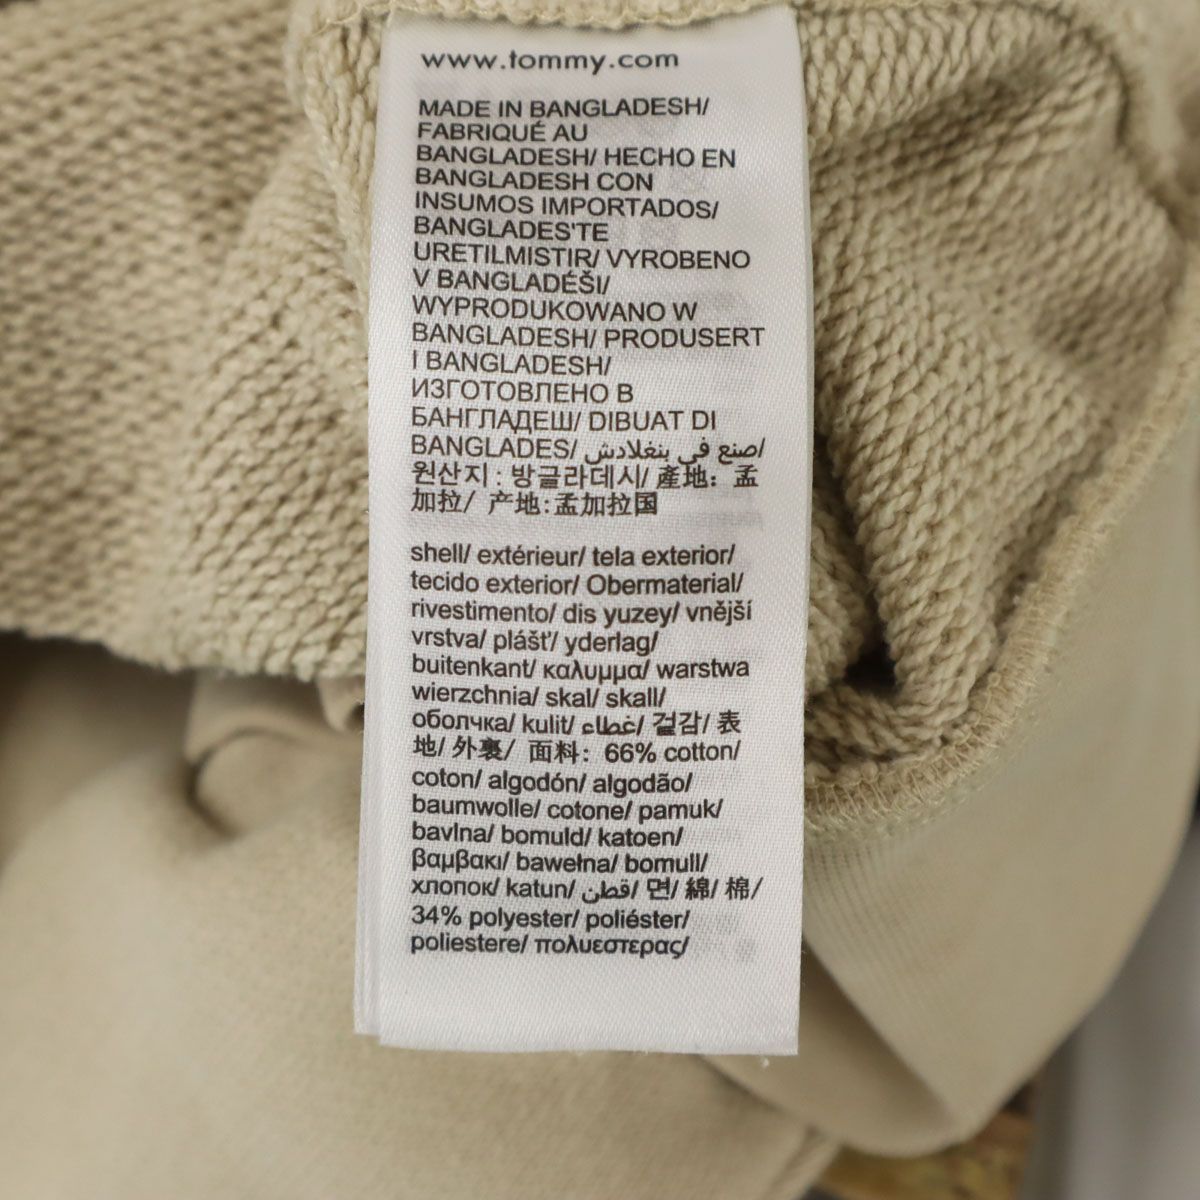 www.tommy.com
MADE IN BANGLADESH/
FABRIQUÉ AU
BANGLADESH/ HECHO EN
BANGLADESH CON
INSUMOS IMPORTADOS/
BANGLADES'TE
URETILMISTIR/ VYROBENO
V BANGLADÉŠI/
WYPRODUKOWANO W
BANGLADESH/ PRODUSERT
I BANGLADESH/
ИЗГОТОВЛЕНО В
БАНГЛАДЕШ/ DIBUAT DI
BANGLADES/ صنع في بنغلادش/
원산지 : 방글라데시/ 產地：孟
加拉/ 产地:孟加拉国
shell/ extérieur/ tela exterior/
tecido exterior/ Obermaterial/
rivestimento/ dis yuzey/ vnější
vrstva/ plášť/ yderlag/
buitenkant/ καλυμμα/ warstwa
wierzchnia/ skal/ skall/
оболчка/ kulit/ غطاء/ 겉감/ 表
地/ 外裏/ 面料：66% cotton/
coton/ algodón/ algodão/
baumwolle/ cotone/ pamuk/
bavlna/ bomuld/ katoen/
βαμβακι/ bawełna/ bomull/
хлопок/ katun/ قطن/ 면/ 綿/ 棉/
34% polyester/ poliéster/
poliestere/ πολυεστερας/